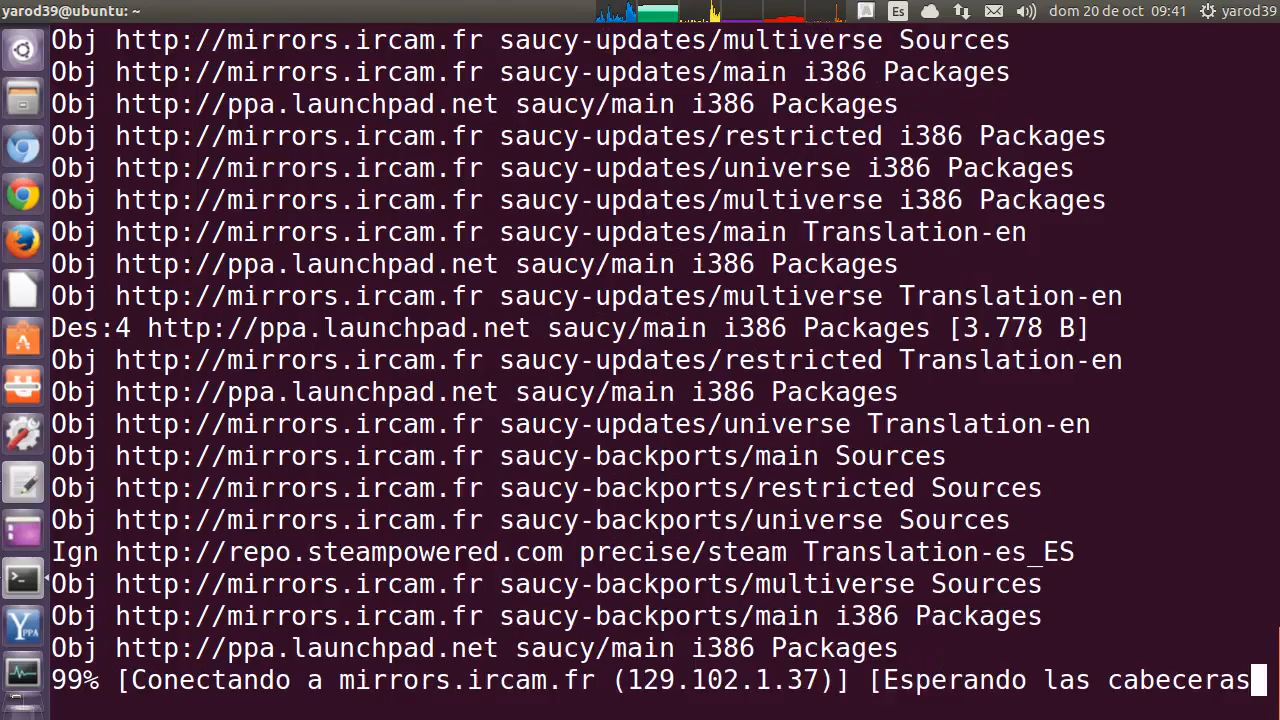 yarod39@ubuntu: ~
Es
dom 20 de oct 09:41
yarod39
Obj http://mirrors.ircam.fr saucy-updates/multiverse Sources
Obj http://mirrors.ircam.fr saucy-updates/main i386 Packages
Obj http://ppa.launchpad.net saucy/main i386 Packages
Obj http://mirrors.ircam.fr saucy-updates/restricted i386 Packages
Obj http://mirrors.ircam.fr saucy-updates/universe i386 Packages
Obj http://mirrors.ircam.fr saucy-updates/multiverse i386 Packages
Obj http://mirrors.ircam.fr saucy-updates/main Translation-en
Obj http://ppa.launchpad.net saucy/main i386 Packages
Obj http://mirrors.ircam.fr saucy-updates/multiverse Translation-en
Des:4 http://ppa.launchpad.net saucy/main i386 Packages [3.778 B]
Obj http://mirrors.ircam.fr saucy-updates/restricted Translation-en
Obj http://ppa.launchpad.net saucy/main i386 Packages
Obj http://mirrors.ircam.fr saucy-updates/universe Translation-en
Obj http://mirrors.ircam.fr saucy-backports/main Sources
Obj http://mirrors.ircam.fr saucy-backports/restricted Sources
Obj http://mirrors.ircam.fr saucy-backports/universe Sources
Ign http://repo.steampowered.com precise/steam Translation-es_ES
Obj http://mirrors.ircam.fr saucy-backports/multiverse Sources
Obj http://mirrors.ircam.fr saucy-backports/main i386 Packages
Obj http://ppa.launchpad.net saucy/main i386 Packages
99% [Conectando a mirrors.ircam.fr (129.102.1.37)] [Esperando las cabeceras
A
Y PPA